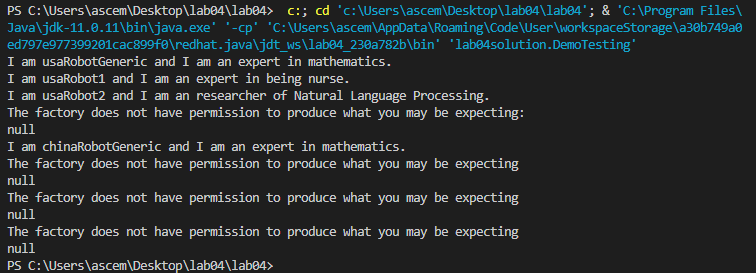 PS C:\Users\ascem\Desktop\lab04\lab04>  c:; cd 'c:\Users\ascem\Desktop\lab04\lab04'; & 'C:\Program Files\
Java\jdk-11.0.11\bin\java.exe' '-cp' 'C:\Users\ascem\AppData\Roaming\Code\User\workspaceStorage\a30b749a0
ed797e977399201cac899f0\redhat.java\jdt_ws\lab04_230a782b\bin' 'lab04solution.DemoTesting'
I am usaRobotGeneric and I am an expert in mathematics.
I am usaRobot1 and I am an expert in being nurse.
I am usaRobot2 and I am an researcher of Natural Language Processing.
The factory does not have permission to produce what you may be expecting:
null
I am chinaRobotGeneric and I am an expert in mathematics.
The factory does not have permission to produce what you may be expecting
null
The factory does not have permission to produce what you may be expecting
null
The factory does not have permission to produce what you may be expecting
null
PS C:\Users\ascem\Desktop\lab04\lab04>